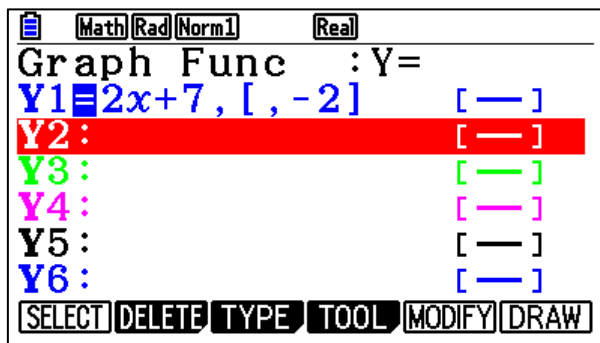 Math Rad Norm1 Real
Graph Func :Y=
Y1=2x+7,[ ,-2] [—]
Y2: [—]
Y3: [—]
Y4: [—]
Y5: [—]
Y6: [—]
SELECT DELETE TYPE TOOL MODIFY DRAW